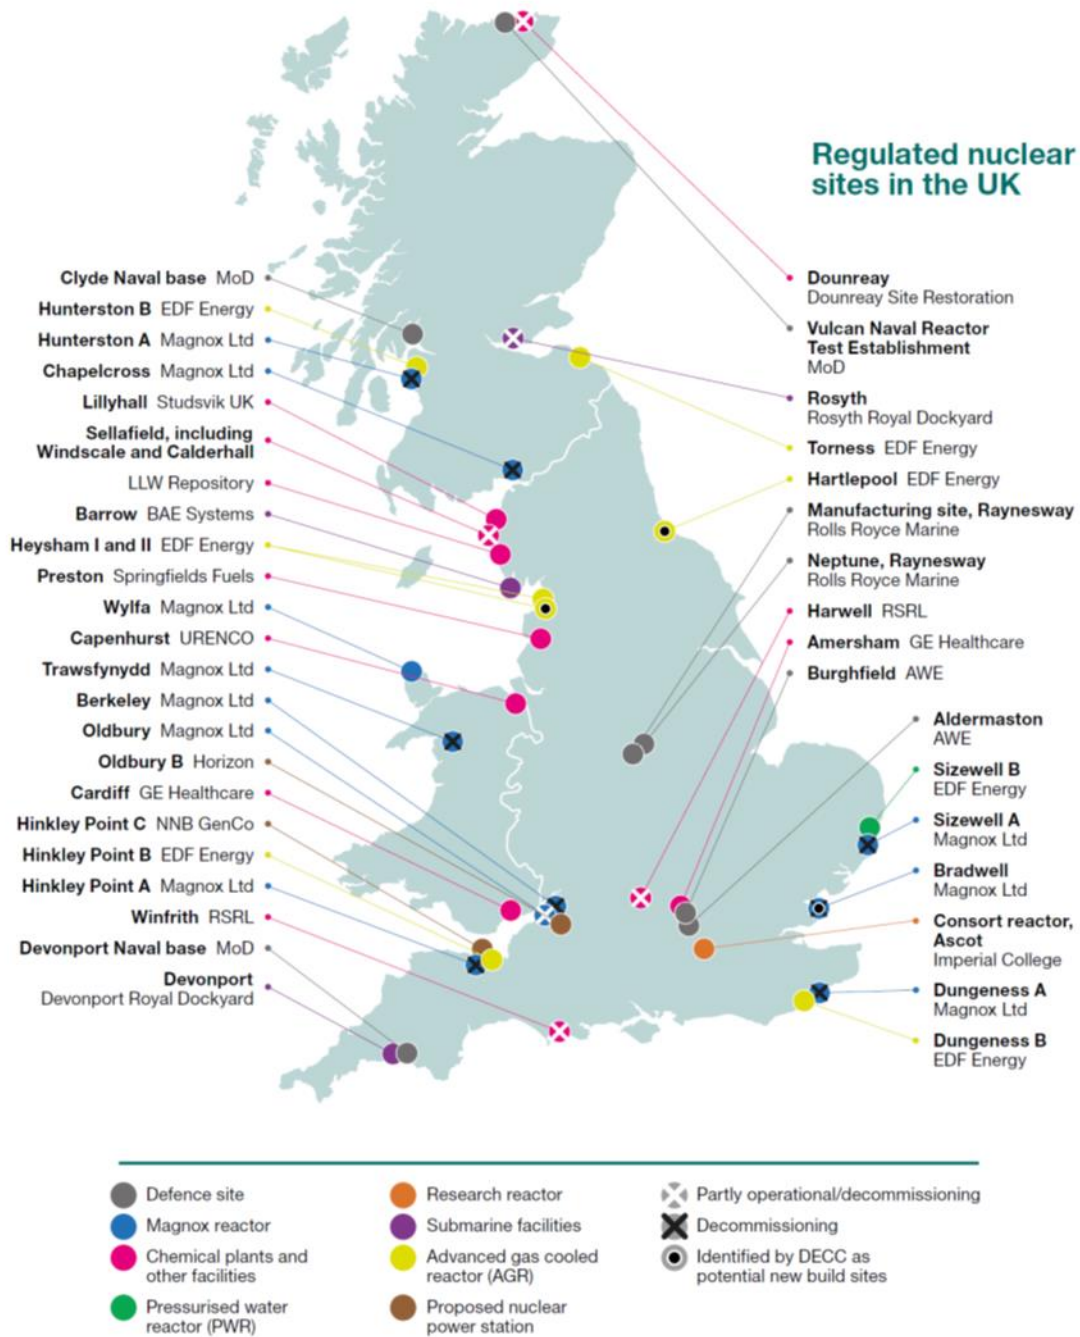 Regulated nuclear
sites in the UK
Clyde Naval base MoD
Hunterston B EDF Energy
Hunterston A Magnox Ltd
Chapelcross Magnox Ltd
Lillyhall Studsvik UK
Sellafield, including
Windscale and Calderhall
LLW Repository
Barrow BAE Systems
Heysham I and II EDF Energy
Preston Springfields Fuels
Wylfa Magnox Ltd
Capenhurst URENCO
Trawsfynydd Magnox Ltd
Berkeley Magnox Ltd
Oldbury Magnox Ltd
Oldbury B Horizon
Cardiff GE Healthcare
Hinkley Point C NNB GenCo
Hinkley Point B EDF Energy
Hinkley Point A Magnox Ltd
Winfrith RSRL
Devonport Naval base MoD
Devonport
Devonport Royal Dockyard
Dounreay
Dounreay Site Restoration
Vulcan Naval Reactor
Test Establishment
MoD
Rosyth
Rosyth Royal Dockyard
Torness EDF Energy
Hartlepool EDF Energy
Manufacturing site, Raynesway
Rolls Royce Marine
Neptune, Raynesway
Rolls Royce Marine
Harwell RSRL
Amersham GE Healthcare
Burghfield AWE
Aldermaston
AWE
Sizewell B
EDF Energy
Sizewell A
Magnox Ltd
Bradwell
Magnox Ltd
Consort reactor,
Ascot
Imperial College
Dungeness A
Magnox Ltd
Dungeness B
EDF Energy
Defence site
Magnox reactor
Chemical plants and
other facilities
Pressurised water
reactor (PWR)
Research reactor
Submarine facilities
Advanced gas cooled
reactor (AGR)
Proposed nuclear
power station
Partly operational/decommissioning
Decommissioning
Identified by DECC as
potential new build sites